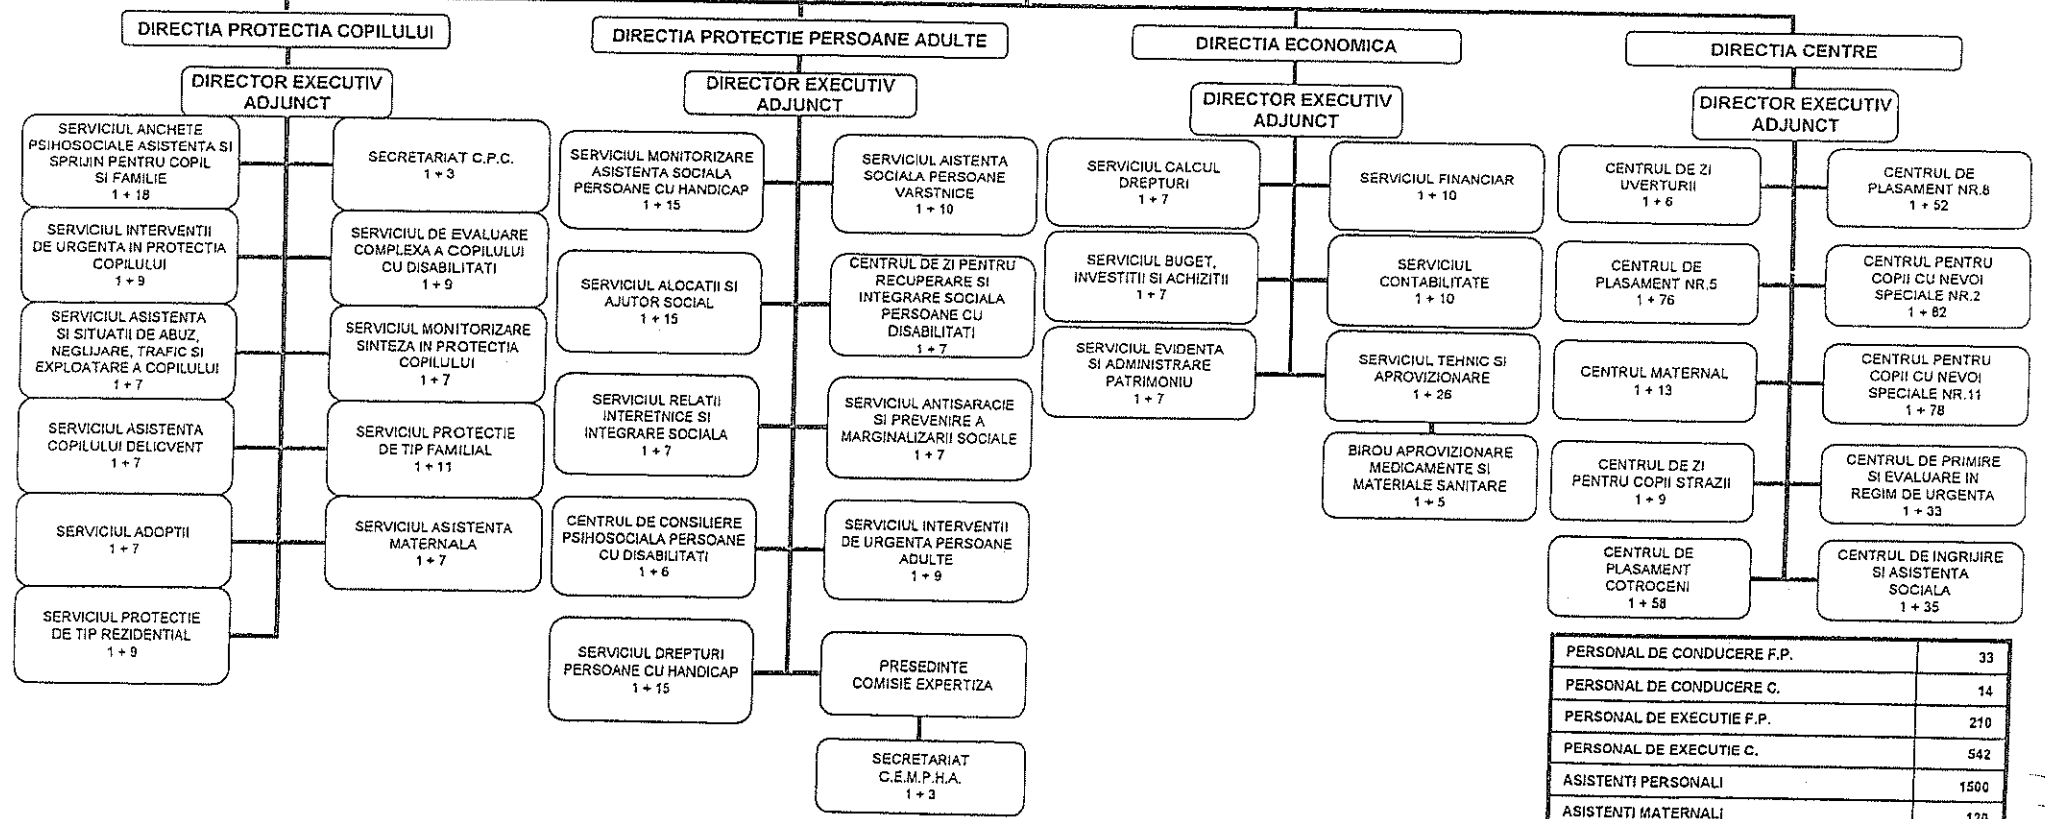 DIRECTIA PROTECTIA COPILULUI
DIRECTOR EXECUTIV
ADJUNCT
SERVICIUL ANCHETE
PSIHOSOCIALE ASISTENTA SI
SPRIJIN PENTRU COPIL
SI FAMILIE
1 + 18
SECRETARIAT C.P.C.
1 + 3
SERVICIUL INTERVENTII
DE URGENTA IN PROTECTIA
COPILULUI
1 + 9
SERVICIUL DE EVALUARE
COMPLEXA A COPILULUI
CU DISABILITATI
1 + 9
SERVICIUL ASISTENTA
SI SITUATII DE ABUZ,
NEGLIJARE, TRAFIC SI
EXPLOATARE A COPILULUI
1 + 7
SERVICIUL MONITORIZARE
SINTEZA IN PROTECTIA
COPILULUI
1 + 7
SERVICIUL ASISTENTA
COPILULUI DELICVENT
1 + 7
SERVICIUL PROTECTIE
DE TIP FAMILIAL
1 + 11
SERVICIUL ADOPTII
1 + 7
SERVICIUL ASISTENTA
MATERNALA
1 + 7
SERVICIUL PROTECTIE
DE TIP REZIDENTIAL
1 + 9
DIRECTIA PROTECTIE PERSOANE ADULTE
DIRECTOR EXECUTIV
ADJUNCT
SERVICIUL MONITORIZARE
ASISTENTA SOCIALA
PERSOANE CU HANDICAP
1 + 15
SERVICIUL AISTENTA
SOCIALA PERSOANE
VARSTNICE
1 + 10
SERVICIUL ALOCATII SI
AJUTOR SOCIAL
1 + 15
CENTRUL DE ZI PENTRU
RECUPERARE SI
INTEGRARE SOCIALA
PERSOANE CU
DISABILITATI
1 + 7
SERVICIUL RELATII
INTERETNICE SI
INTEGRARE SOCIALA
1 + 7
SERVICIUL ANTISARACIE
SI PREVENIRE A
MARGINALIZARII SOCIALE
1 + 7
CENTRUL DE CONSILIERE
PSIHOSOCIALA PERSOANE
CU DISABILITATI
1 + 6
SERVICIUL INTERVENTII
DE URGENTA PERSOANE
ADULTE
1 + 9
SERVICIUL DREPTURI
PERSOANE CU HANDICAP
1 + 15
PRESEDINTE
COMISIE EXPERTIZA
SECRETARIAT
C.E.M.P.H.A.
1 + 3
DIRECTIA ECONOMICA
DIRECTOR EXECUTIV
ADJUNCT
SERVICIUL CALCUL
DREPTURI
1 + 7
SERVICIUL FINANCIAR
1 + 10
SERVICIUL BUGET,
INVESTITII SI ACHIZITII
1 + 7
SERVICIUL
CONTABILITATE
1 + 10
SERVICIUL EVIDENTA
SI ADMINISTRARE
PATRIMONIU
1 + 7
SERVICIUL TEHNIC SI
APROVIZIONARE
1 + 26
BIROU APROVIZIONARE
MEDICAMENTE SI
MATERIALE SANITARE
1 + 5
DIRECTIA CENTRE
DIRECTOR EXECUTIV
ADJUNCT
CENTRUL DE ZI
UVERTURII
1 + 6
CENTRUL DE
PLASAMENT NR.8
1 + 52
CENTRUL DE
PLASAMENT NR.5
1 + 76
CENTRUL PENTRU
COPII CU NEVOI
SPECIALE NR.2
1 + 82
CENTRUL MATERNAL
1 + 13
CENTRUL PENTRU
COPII CU NEVOI
SPECIALE NR.11
1 + 78
CENTRUL DE ZI
PENTRU COPII STRAZII
1 + 9
CENTRUL DE PRIMIRE
SI EVALUARE IN
REGIM DE URGENTA
1 + 33
CENTRUL DE
PLASAMENT
COTROCENI
1 + 58
CENTRUL DE INGRIJIRE
SI ASISTENTA
SOCIALA
1 + 35
PERSONAL DE CONDUCERE F.P. 33
PERSONAL DE CONDUCERE C. 14
PERSONAL DE EXECUTIE F.P. 210
PERSONAL DE EXECUTIE C. 542
ASISTENTI PERSONALI 1500
ASISTENTI MATERNALI 120